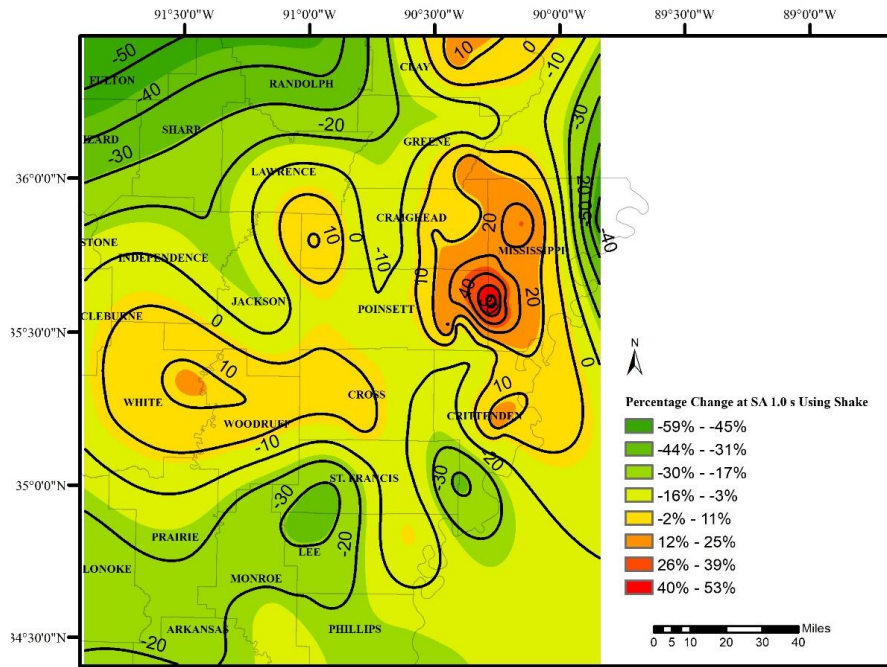 91°30'0"W 91°0'0"W 90°30'0"W 90°0'0"W 89°30'0"W 89°0'0"W
-50
10
0
CLAY
-10
FULTON
RANDOLPH
-40
-30
-20
SHARP
IZARD
GREENE
-30
36°0'0"N
LAWRENCE
20
CRAIGHEAD
10
0
-10
20
-50
STONE
MISSISSIPPI
-40
INDEPENDENCE
10
40
20
JACKSON
POINSETT
CLEBURNE
0
35°30'0"N
0
10
10
WHITE
CROSS
CRITTENDEN
WOODRUFF
-10
-20
ST. FRANCIS
-30
35°0'0"N
-30
PRAIRIE
-20
LEE
LONOKE
MONROE
ARKANSAS
PHILLIPS
-20
34°30'0"N
N
Percentage Change at SA 1.0 s Using Shake
-59% - -45%
-44% - -31%
-30% - -17%
-16% - -3%
-2% - 11%
12% - 25%
26% - 39%
40% - 53%
Miles
0 5 10 20 30 40